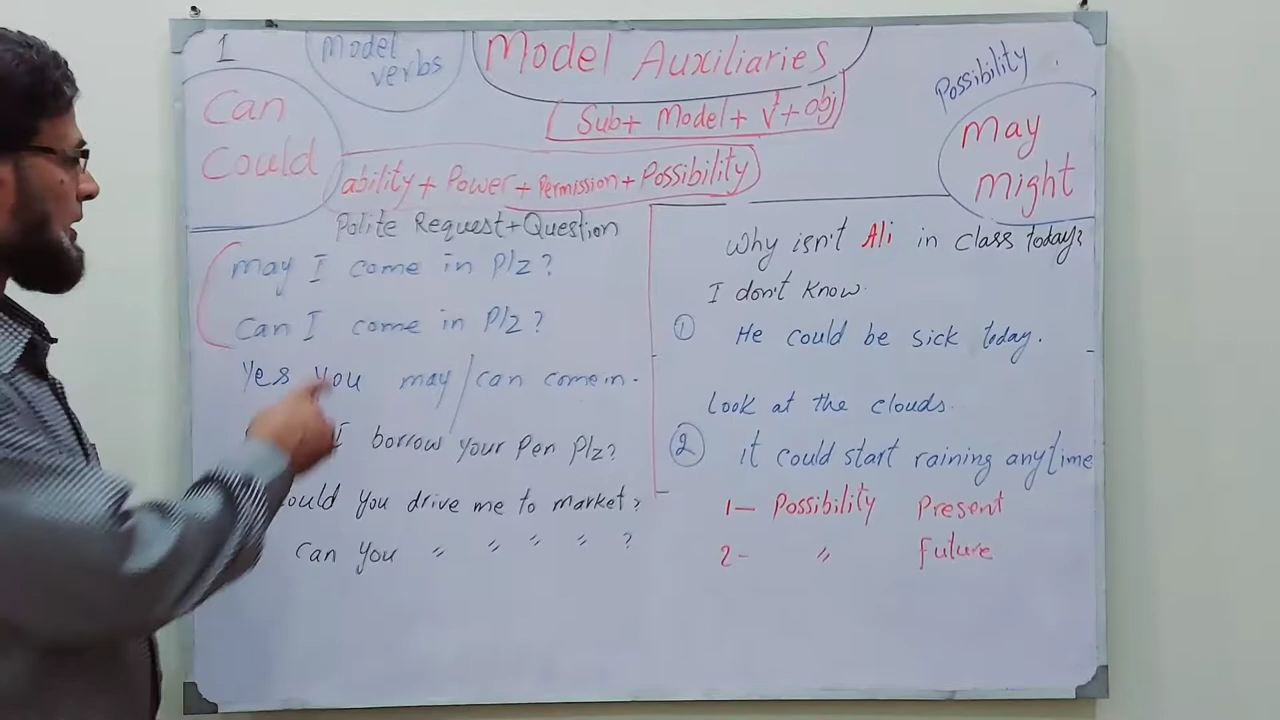 1
Model verbs
Model Auxiliaries
Possibility
Can
Could
Sub+ Model+ V¹+ obj
May
Might
ability+ Power+Permission+Possibility
Polite Request+Question
May I come in Plz?
Can I come in Plz?
Yes you may/can come in.
I borrow your Pen Plz?
ould you drive me to market?
Can you " " " " ?
Why isn't Ali in class today?
I don't know.
① He could be sick today.
Look at the clouds.
② it could start raining anytime
1— Possibility Present
2- " Future